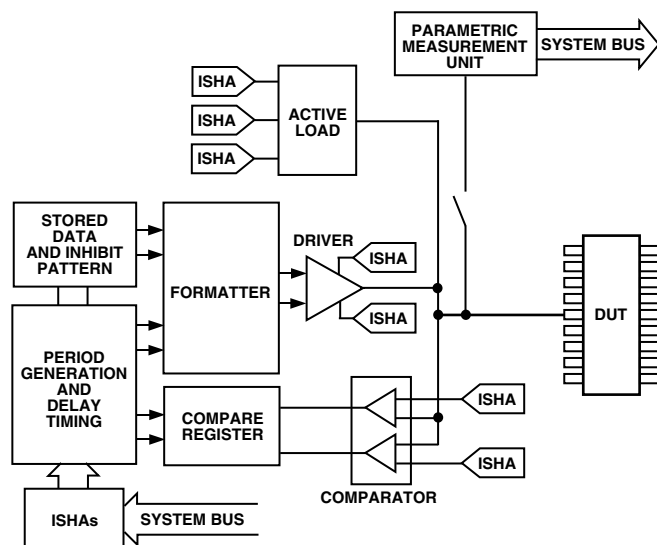 PARAMETRIC
MEASUREMENT
UNIT
SYSTEM BUS
ISHA
ISHA
ISHA
ACTIVE
LOAD
STORED
DATA
AND INHIBIT
PATTERN
FORMATTER
DRIVER
ISHA
ISHA
DUT
PERIOD
GENERATION
AND
DELAY
TIMING
COMPARE
REGISTER
ISHA
ISHA
COMPARATOR
ISHAs
SYSTEM BUS